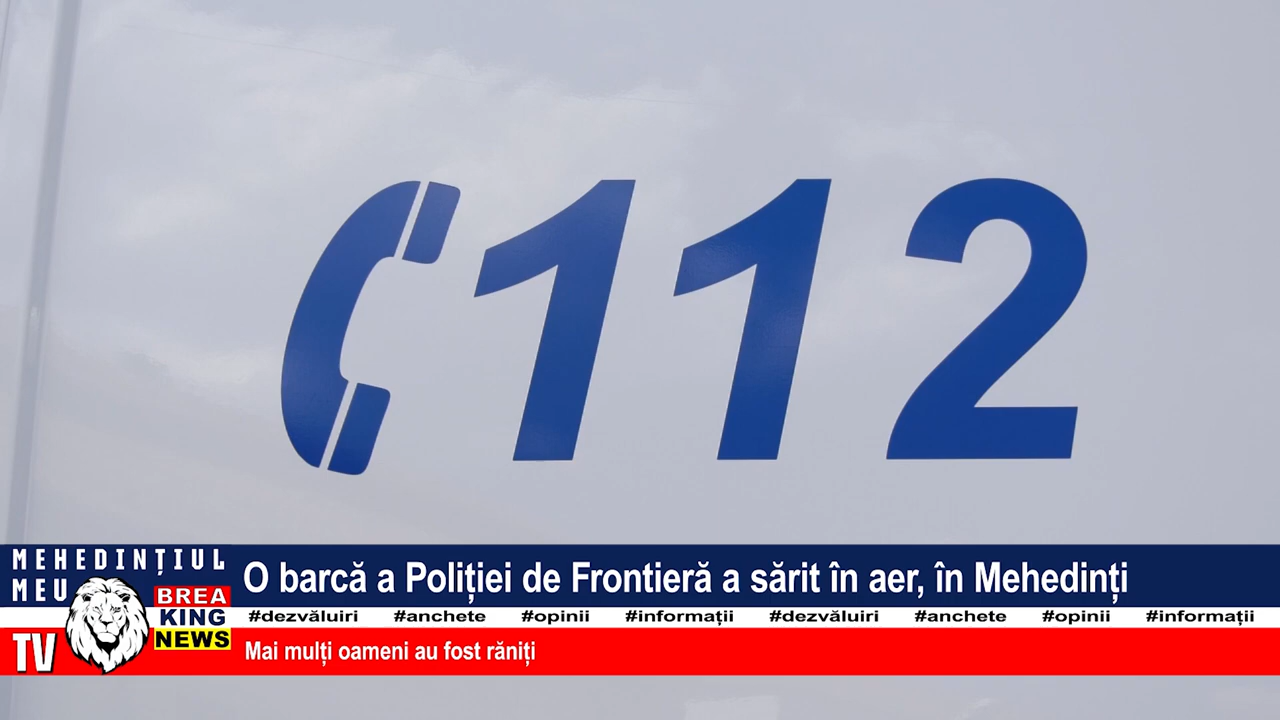 112
MEHEDINȚIUL
MEU
TV
BREA
KING
NEWS
O barcă a Poliției de Frontieră a sărit în aer, în Mehedinți
#dezvăluiri #anchete #opinii #informații #dezvăluiri #anchete #opinii #informații
Mai mulți oameni au fost răniți